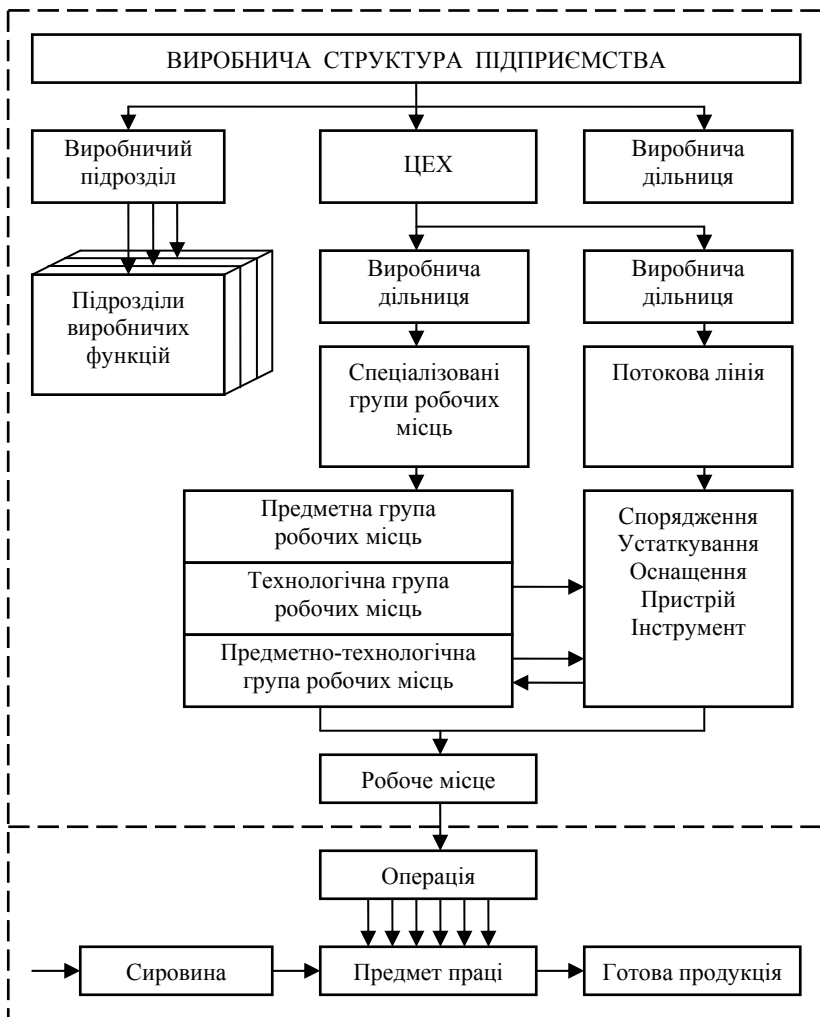 ВИРОБНИЧА СТРУКТУРА ПІДПРИЄМСТВА
Виробничий
підрозділ
ЦЕХ
Виробнича
дільниця
Підрозділи
виробничих
функцій
Виробнича
дільниця
Виробнича
дільниця
Спеціалізовані
групи робочих
місць
Потокова лінія
Предметна група
робочих місць
Технологічна група
робочих місць
Предметно-технологічна
група робочих місць
Спорядження
Устаткування
Оснащення
Пристрій
Інструмент
Робоче місце
Операція
Сировина
Предмет праці
Готова продукція